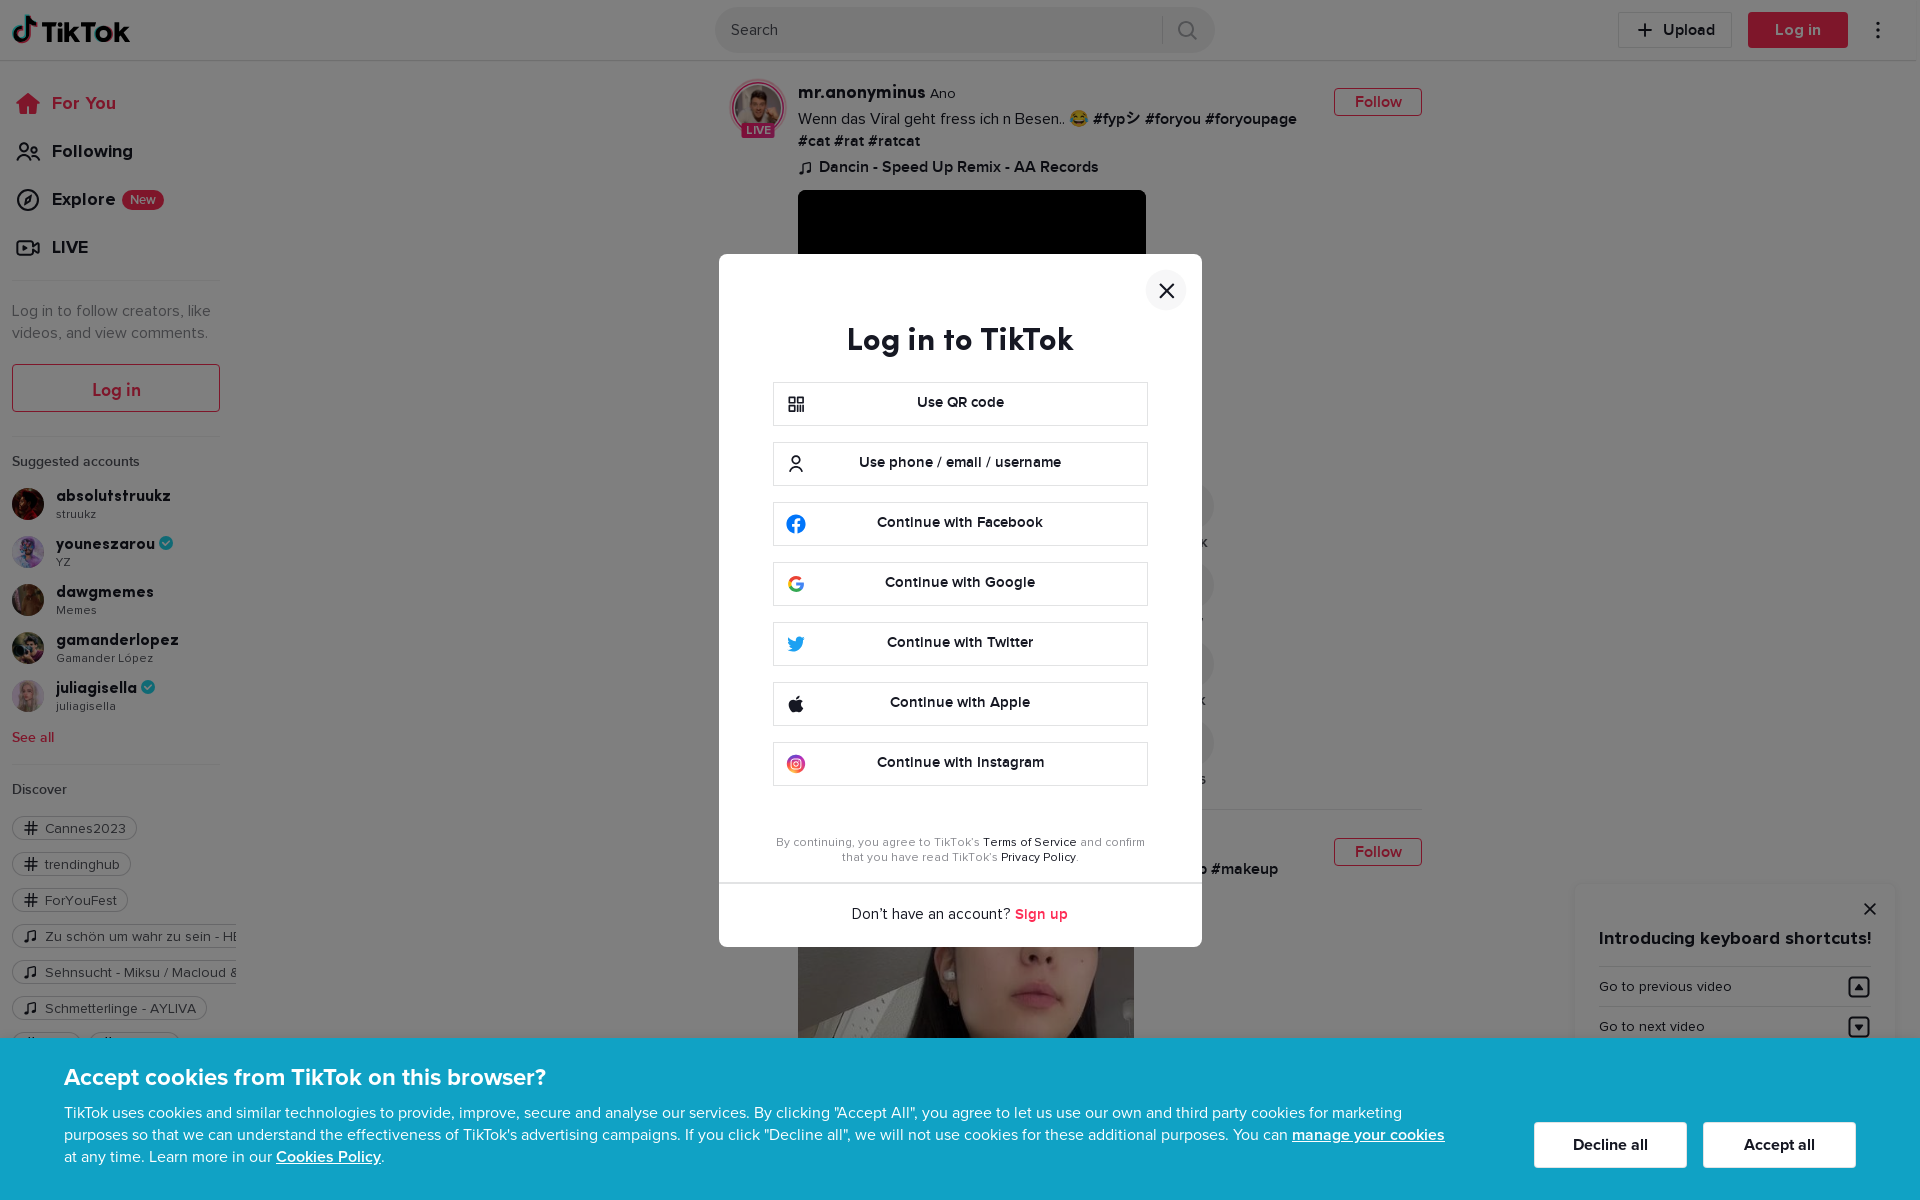 TikTok
Search
Upload
Log in
For You
Following
Explore New
LIVE
Log in to follow creators, like
videos, and view comments.
Log in
Suggested accounts
absolutstruukz
struukz
youneszarou
YZ
dawgmemes
Memes
gamanderlopez
Gamander López
juliagisella
juliagisella
See all
Discover
Cannes2023
trendinghub
ForYouFest
Zu schön um wahr zu sein - HE
Sehnsucht - Miksu / Macloud &
Schmetterlinge - AYLIVA
mr.anonyminus Ano
LIVE
Follow
Wenn das Viral geht fress ich n Besen.. 😂 #fypシ #foryou #foryoupage
#cat #rat #ratcat
Dancin - Speed Up Remix - AA Records
Log in to TikTok
Use QR code
Use phone / email / username
Continue with Facebook
Continue with Google
Continue with Twitter
Continue with Apple
Continue with Instagram
By continuing, you agree to TikTok's Terms of Service and confirm
that you have read TikTok's Privacy Policy.
Don't have an account? Sign up
Follow
#makeup
Introducing keyboard shortcuts!
Go to previous video
Go to next video
Accept cookies from TikTok on this browser?
TikTok uses cookies and similar technologies to provide, improve, secure and analyse our services. By clicking "Accept All", you agree to let us use our own and third party cookies for marketing
purposes so that we can understand the effectiveness of TikTok's advertising campaigns. If you click "Decline all", we will not use cookies for these additional purposes. You can manage your cookies
at any time. Learn more in our Cookies Policy.
Decline all
Accept all